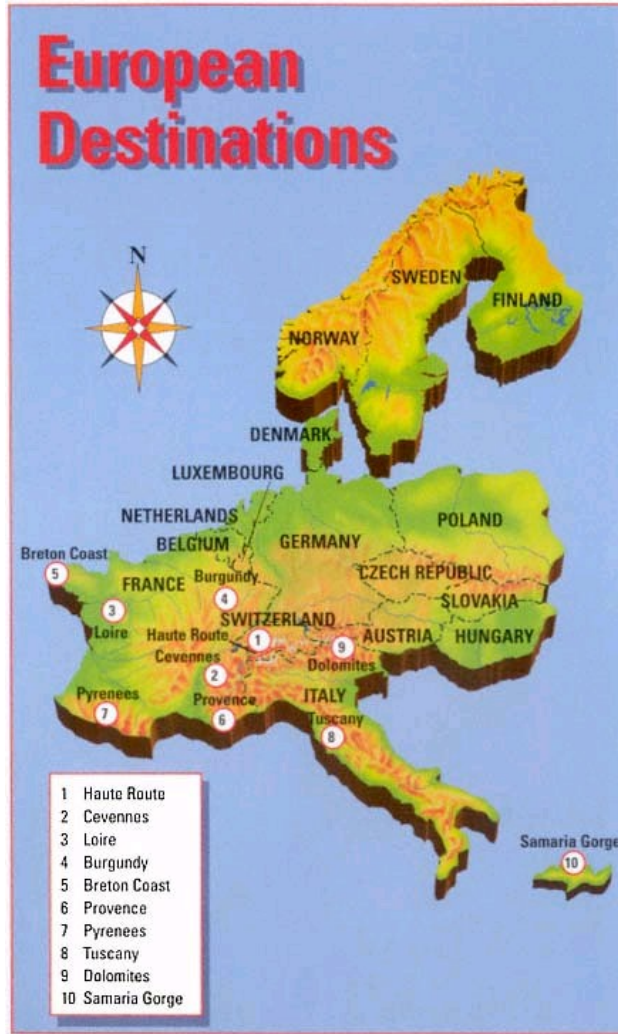 European
Destinations
N
SWEDEN
FINLAND
NORWAY
DENMARK
LUXEMBOURG
NETHERLANDS
BELGIUM
GERMANY
POLAND
Breton Coast
5
FRANCE
Burgundy
4
CZECH REPUBLIC
SLOVAKIA
3
Loire
SWITZERLAND
Haute Route
1
AUSTRIA
HUNGARY
Cevennes
2
9
Dolomites
Pyrenees
7
Provence
6
ITALY
Tuscany
8
Samaria Gorge
10
1 Haute Route
2 Cevennes
3 Loire
4 Burgundy
5 Breton Coast
6 Provence
7 Pyrenees
8 Tuscany
9 Dolomites
10 Samaria Gorge